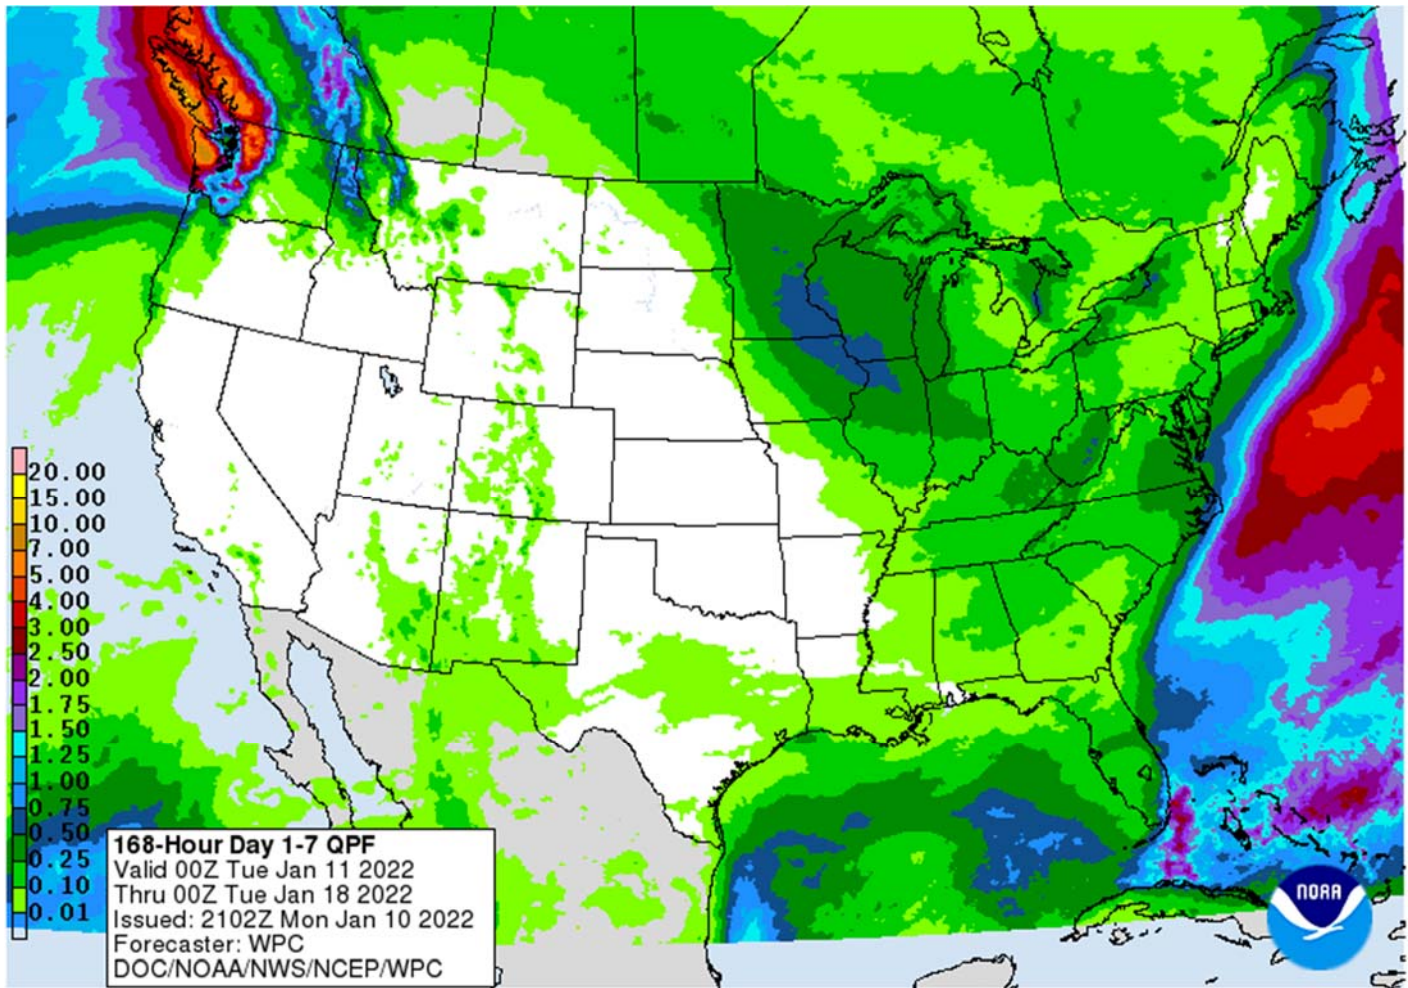 20.00
15.00
10.00
7.00
5.00
4.00
3.00
2.50
2.00
1.75
1.50
1.25
1.00
0.75
0.50
0.25
0.10
0.01
168-Hour Day 1-7 QPF
Valid 00Z Tue Jan 11 2022
Thru 00Z Tue Jan 18 2022
Issued: 2102Z Mon Jan 10 2022
Forecaster: WPC
DOC/NOAA/NWS/NCEP/WPC
NOAA